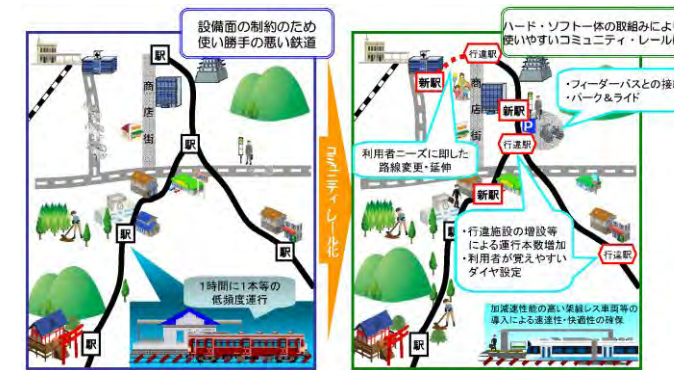 設備面の制約のため
使い勝手の悪い鉄道
駅
商店街
駅
駅
駅
駅
1時間に1本等の
低頻度運行
コミュニティ・レール化
ハード・ソフト一体の取組みによ
使いやすいコミュニティ・レール
行違駅
新駅
商店街
新駅
P
・フィーダーバスとの接
・パーク&ライド
利用者ニーズに即した
路線変更・延伸
行違駅
新駅
駅
・行違施設の増設等
による運行本数増加
・利用者が覚えやすい
ダイヤ設定
行違駅
駅
加減速性能の高い架線レス車両等の
導入による速達性・快適性の確保